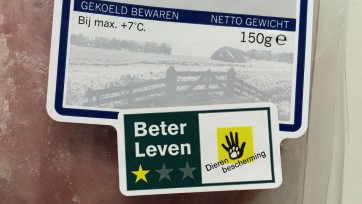 GEKOELD BEWAREN NETTO GEWICHT
Bij max. +7°C. 150g e
Beter
Leven
Dieren
bescherming